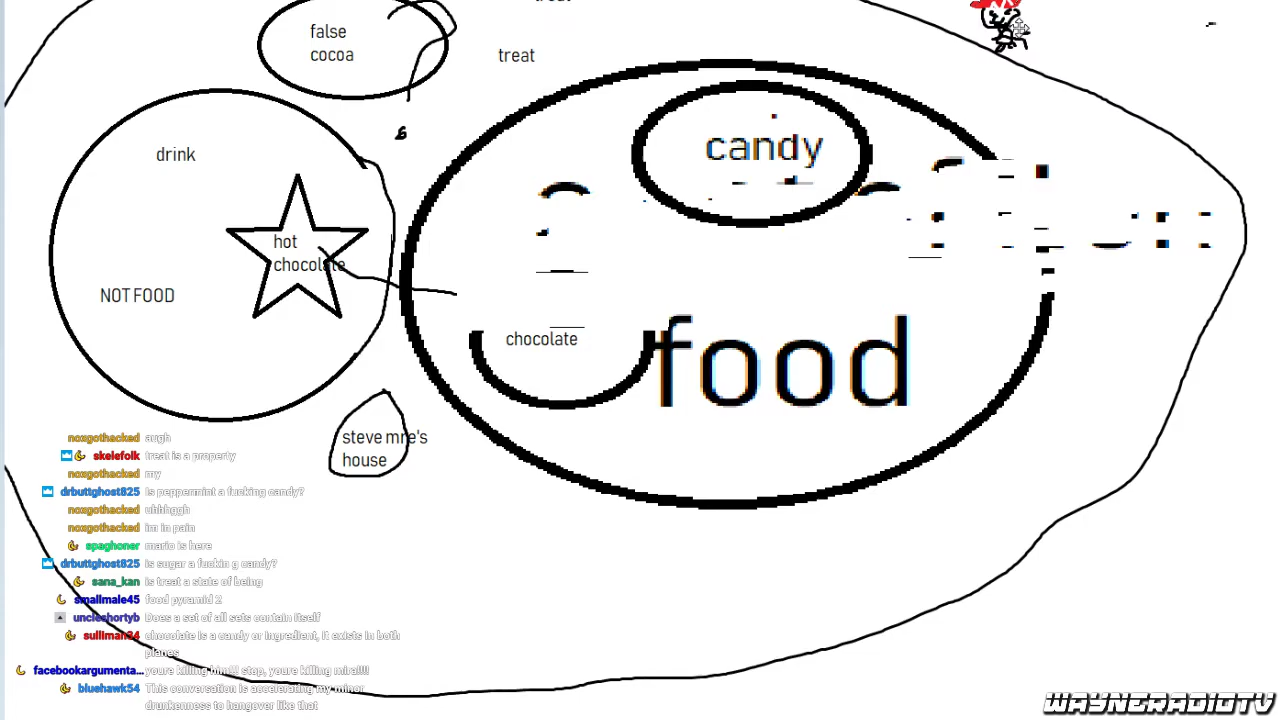 false
cocoa
treat
candy
drink
hot
chocolate
NOT FOOD
chocolate
food
steve mre's
house
noxgothacked augh
skelefolk treat is a property
noxgothacked my
drbuttghost825 Is peppermint a fucking candy?
noxgothacked uhhhggh
noxgothacked im in pain
spaghoner mario is here
drbuttghost825 is sugar a fuckin g candy?
sana_kan is treat a state of being
smallmale45 food pyramid 2
uncleshortyb Does a set of all sets contain itself
sulliman24 chocolate is a candy or ingredient, it exists in both
planes
facebookargumenta... youre killing him!! stop, youre killing mira!!!!
bluehawk54 This conversation is accelerating my minor
drunkenness to hangover like that
WAYNERADIOTV